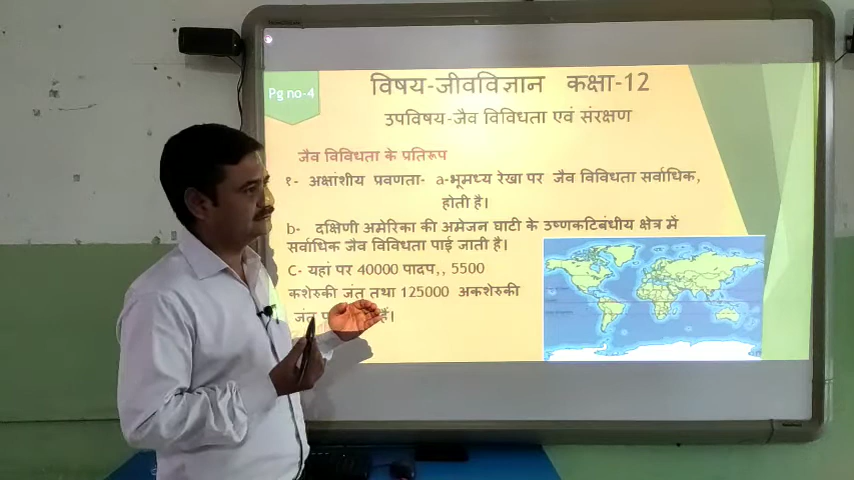 Pg no-4
विषय-जीवविज्ञान कक्षा-12
उपविषय-जैव विविधता एवं संरक्षण
जैव विविधता के प्रतिरूप
१- अक्षांशीय प्रवणता- a-भूमध्य रेखा पर जैव विविधता सर्वाधिक,
होती है।
b- दक्षिणी अमेरिका की अमेजन घाटी के उष्णकटिबंधीय क्षेत्र में
सर्वाधिक जैव विविधता पाई जाती है।
C- यहां पर 40000 पादप,, 5500
कशेरुकी जंतु तथा 125000 अकशेरुकी
जंतु